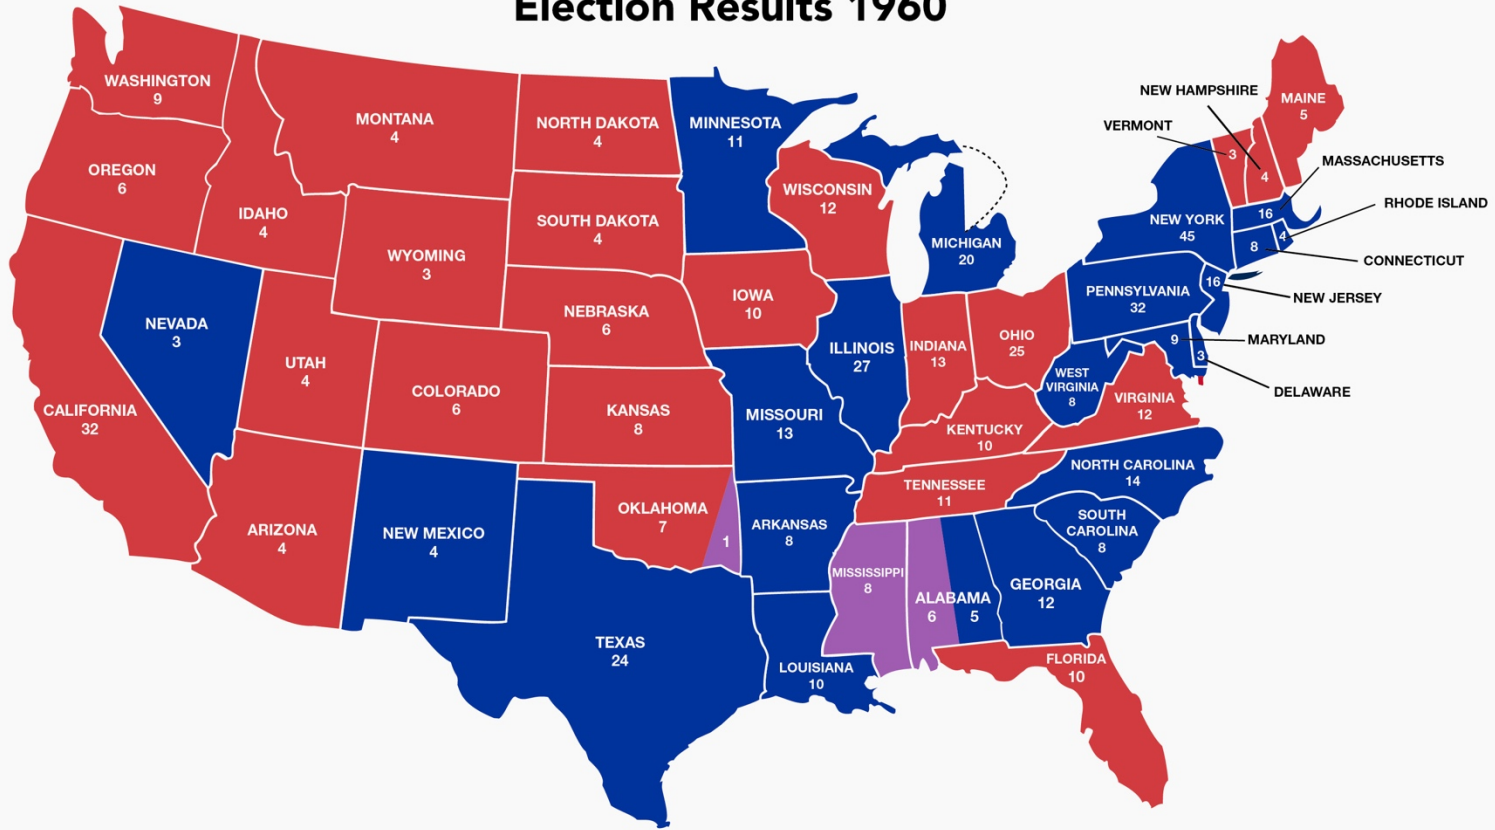 Election Results 1960
WASHINGTON
9
OREGON
6
CALIFORNIA
32
NEVADA
3
IDAHO
4
MONTANA
4
WYOMING
3
UTAH
4
ARIZONA
4
COLORADO
6
NEW MEXICO
4
NORTH DAKOTA
4
SOUTH DAKOTA
4
NEBRASKA
6
KANSAS
8
OKLAHOMA
7
1
TEXAS
24
MINNESOTA
11
IOWA
10
MISSOURI
13
ARKANSAS
8
LOUISIANA
10
WISCONSIN
12
ILLINOIS
27
MICHIGAN
20
INDIANA
13
OHIO
25
KENTUCKY
10
TENNESSEE
11
MISSISSIPPI
8
ALABAMA
6
5
GEORGIA
12
FLORIDA
10
SOUTH
CAROLINA
8
NORTH CAROLINA
14
VIRGINIA
12
WEST
VIRGINIA
8
PENNSYLVANIA
32
NEW YORK
45
MAINE
5
NEW HAMPSHIRE
4
VERMONT
3
MASSACHUSETTS
16
RHODE ISLAND
4
CONNECTICUT
8
NEW JERSEY
16
MARYLAND
9
DELAWARE
3